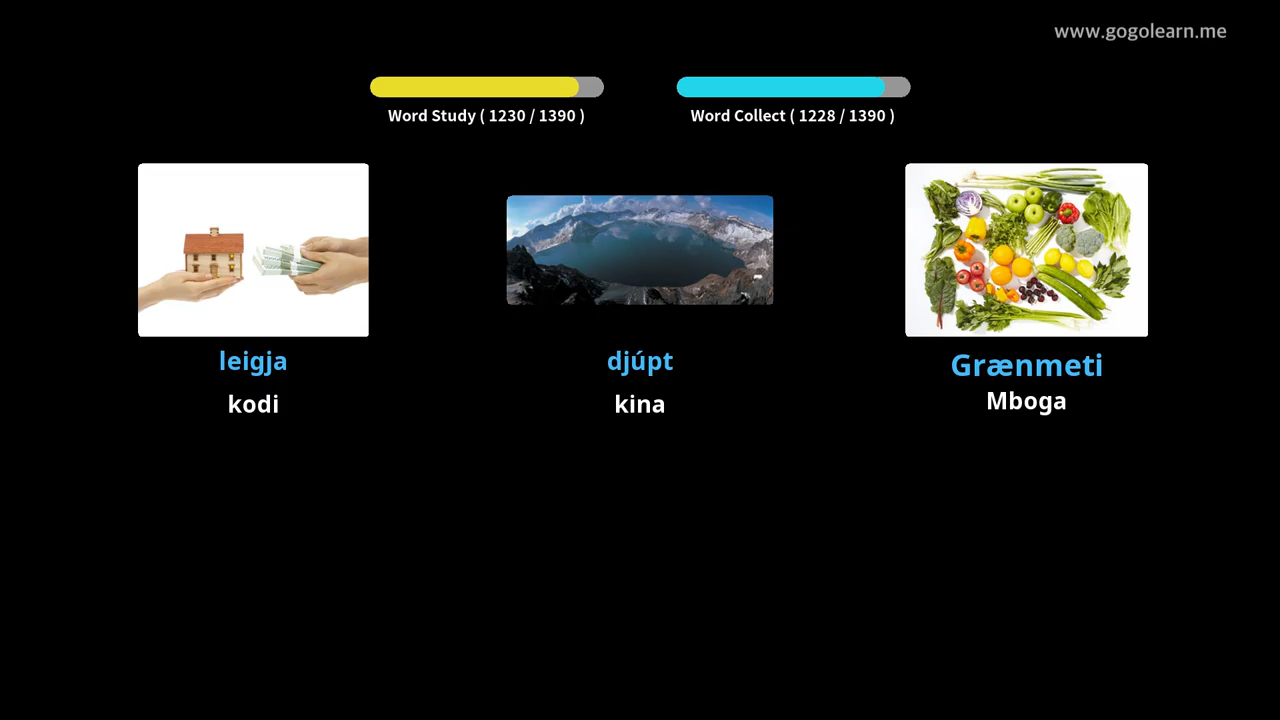 www.gogolearn.me
Word Study ( 1230 / 1390 )
Word Collect ( 1228 / 1390 )
leigja
kodi
djúpt
kina
Grænmeti
Mboga